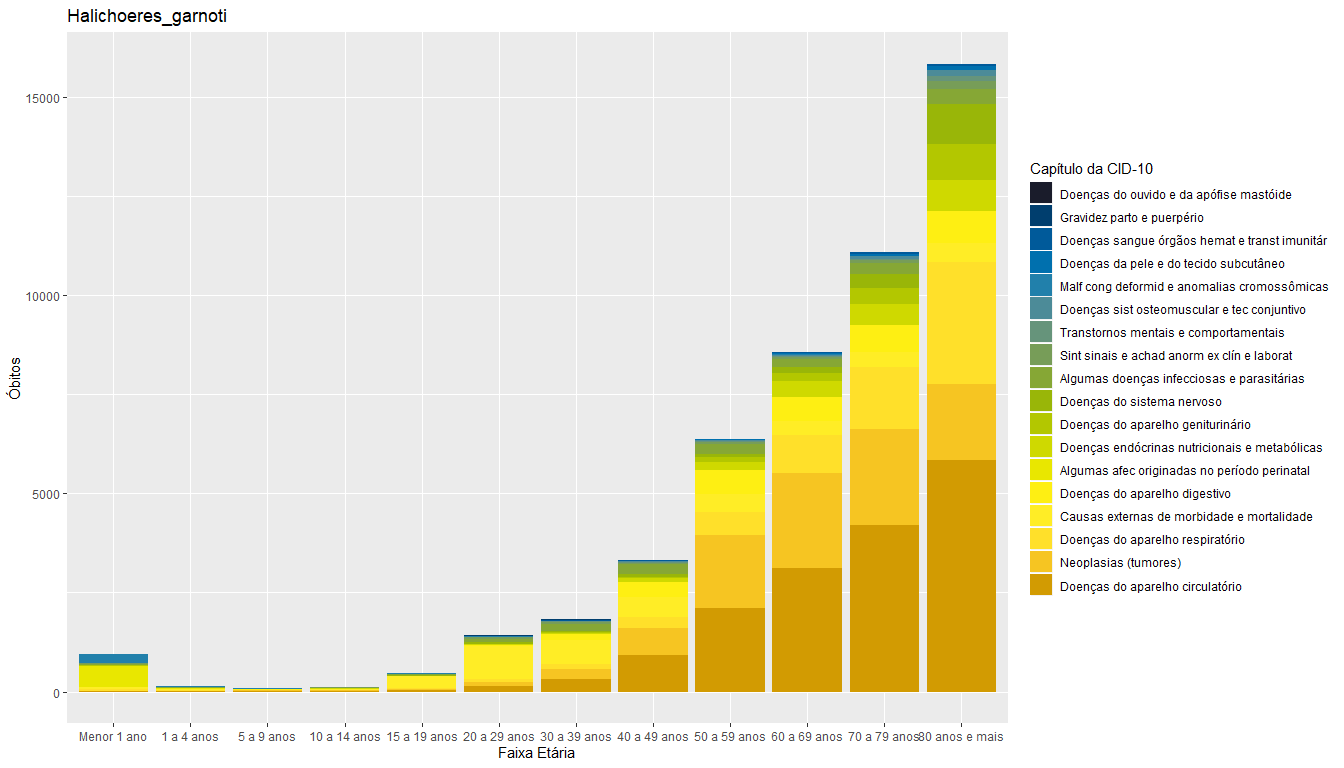 Halichoeres_garnoti
Óbitos
15000
10000
5000
0
Menor 1 ano
1 a 4 anos
5 a 9 anos
10 a 14 anos
15 a 19 anos
20 a 29 anos
30 a 39 anos
40 a 49 anos
50 a 59 anos
60 a 69 anos
70 a 79 anos
80 anos e mais
Faixa Etária
Capítulo da CID-10
Doenças do ouvido e da apófise mastóide
Gravidez parto e puerpério
Doenças sangue órgãos hemat e transt imunitár
Doenças da pele e do tecido subcutâneo
Malf cong deformid e anomalias cromossômicas
Doenças sist osteomuscular e tec conjuntivo
Transtornos mentais e comportamentais
Sint sinais e achad anorm ex clín e laborat
Algumas doenças infecciosas e parasitárias
Doenças do sistema nervoso
Doenças do aparelho geniturinário
Doenças endócrinas nutricionais e metabólicas
Algumas afec originadas no período perinatal
Doenças do aparelho digestivo
Causas externas de morbidade e mortalidade
Doenças do aparelho respiratório
Neoplasias (tumores)
Doenças do aparelho circulatório